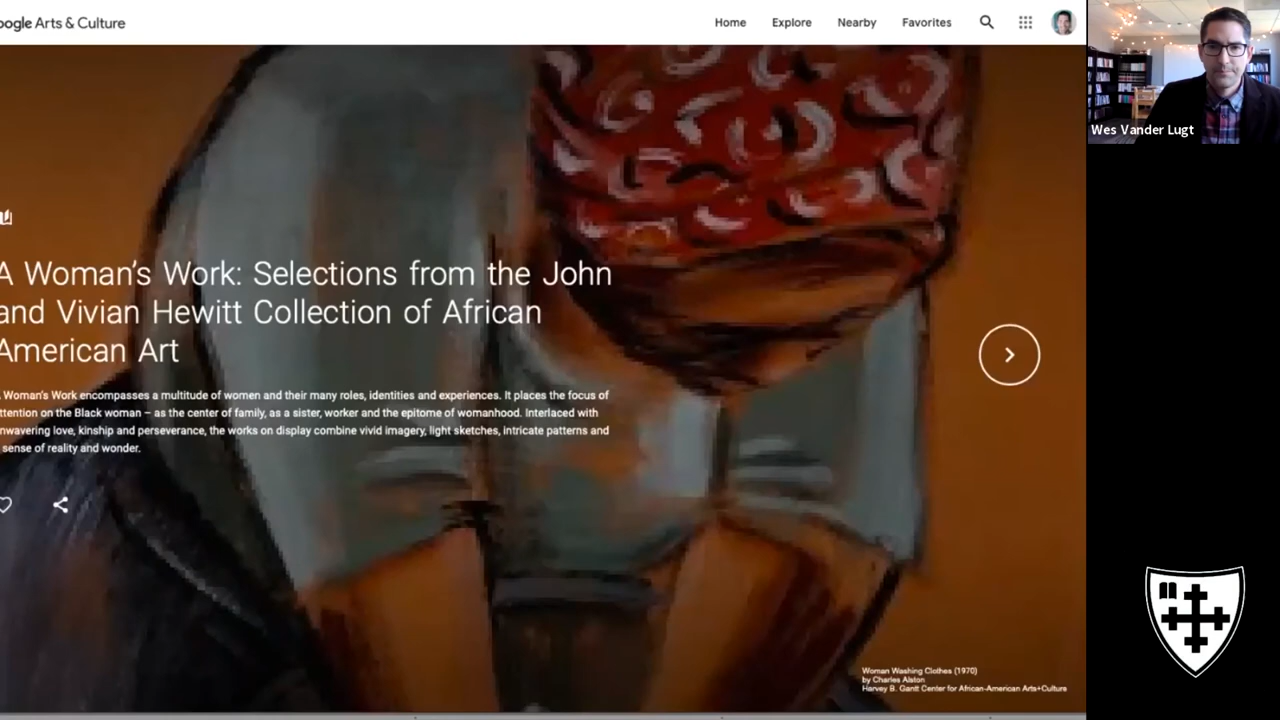 oogle Arts & Culture
Home Explore Nearby Favorites
Wes Vander Lugt
A Woman's Work: Selections from the John
and Vivian Hewitt Collection of African
American Art
Woman's Work encompasses a multitude of women and their many roles, identities and experiences. It places the focus of
ttention on the Black woman – as the center of family, as a sister, worker and the epitome of womanhood. Interlaced with
nwavering love, kinship and perseverance, the works on display combine vivid imagery, light sketches, intricate patterns and
sense of reality and wonder.
Woman Washing Clothes (1970)
by Charles Alston
Harvey B. Gantt Center for African-American Arts+Culture